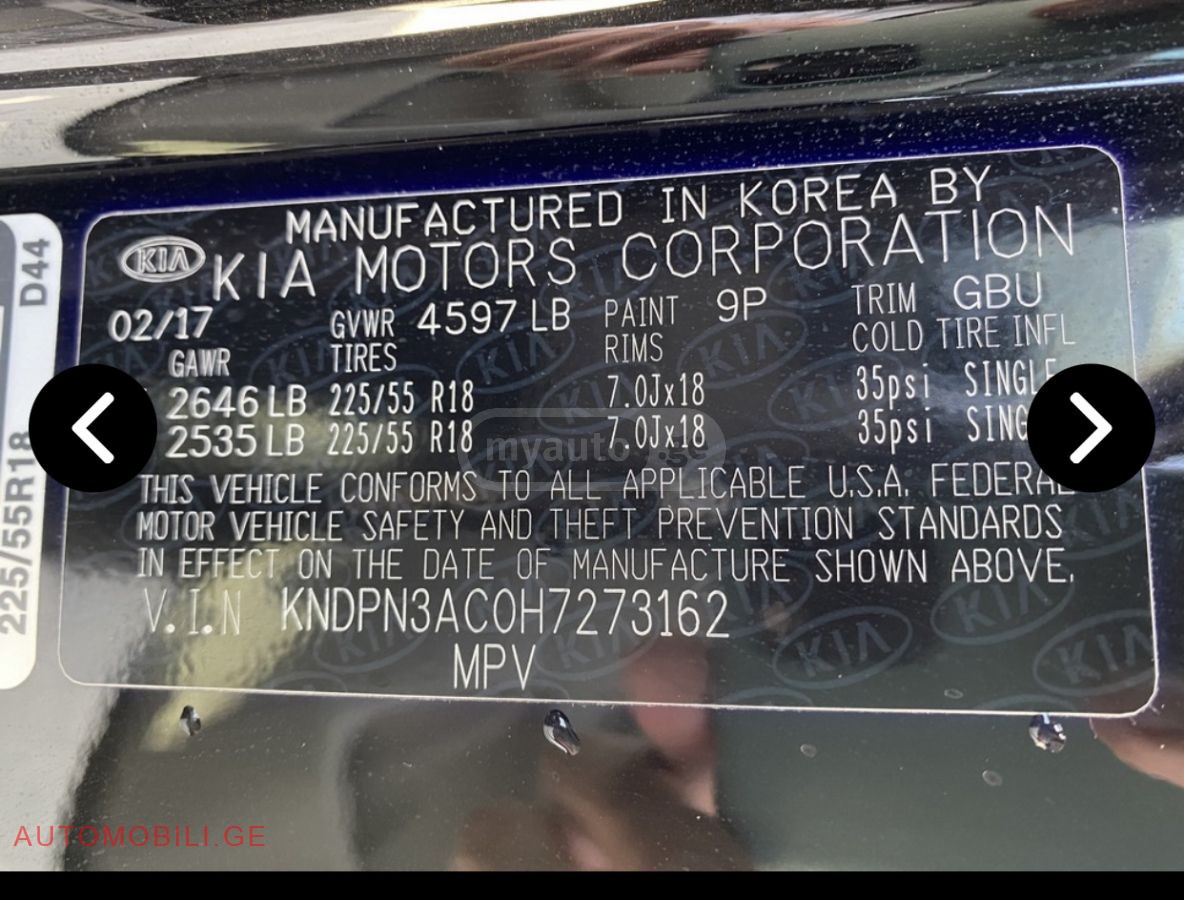 MANUFACTURED IN KOREA BY
KIA KIA MOTORS CORPORATION
02/17 GVWR 4597 LB PAINT 9P TRIM GBU
GAWR TIRES RIMS COLD TIRE INFL
2646 LB 225/55 R18 7.0Jx18 35psi SINGLE
2535 LB 225/55 R18 7.0Jx18 35psi
THIS VEHICLE CONFORMS TO ALL APPLICABLE U.S.A. FEDERAL
MOTOR VEHICLE SAFETY AND THEFT PREVENTION STANDARDS
IN EFFECT ON THE DATE OF MANUFACTURE SHOWN ABOVE.
V.I.N KNDPN3AC0H7273162
MPV
D44
225/55R18
myauto.ge
AUTOMOBILI.GE